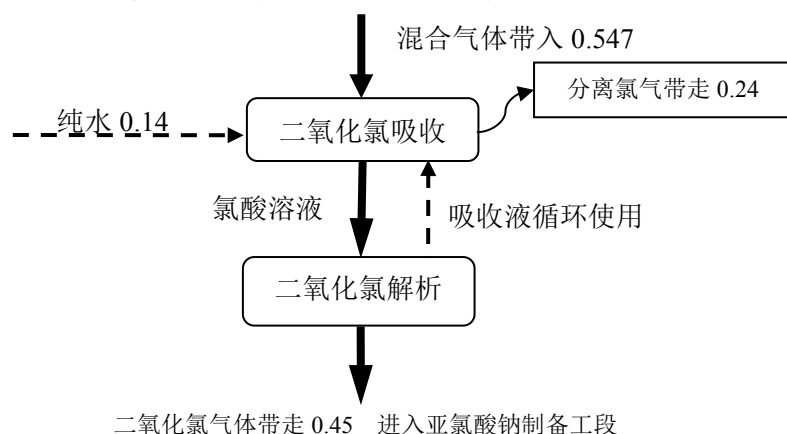 混合气体带入 0.547
分离氯气带走 0.24
纯水 0.14
二氧化氯吸收
氯酸溶液
吸收液循环使用
二氧化氯解析
二氧化氯气体带走 0.45 进入亚氯酸钠制备工段